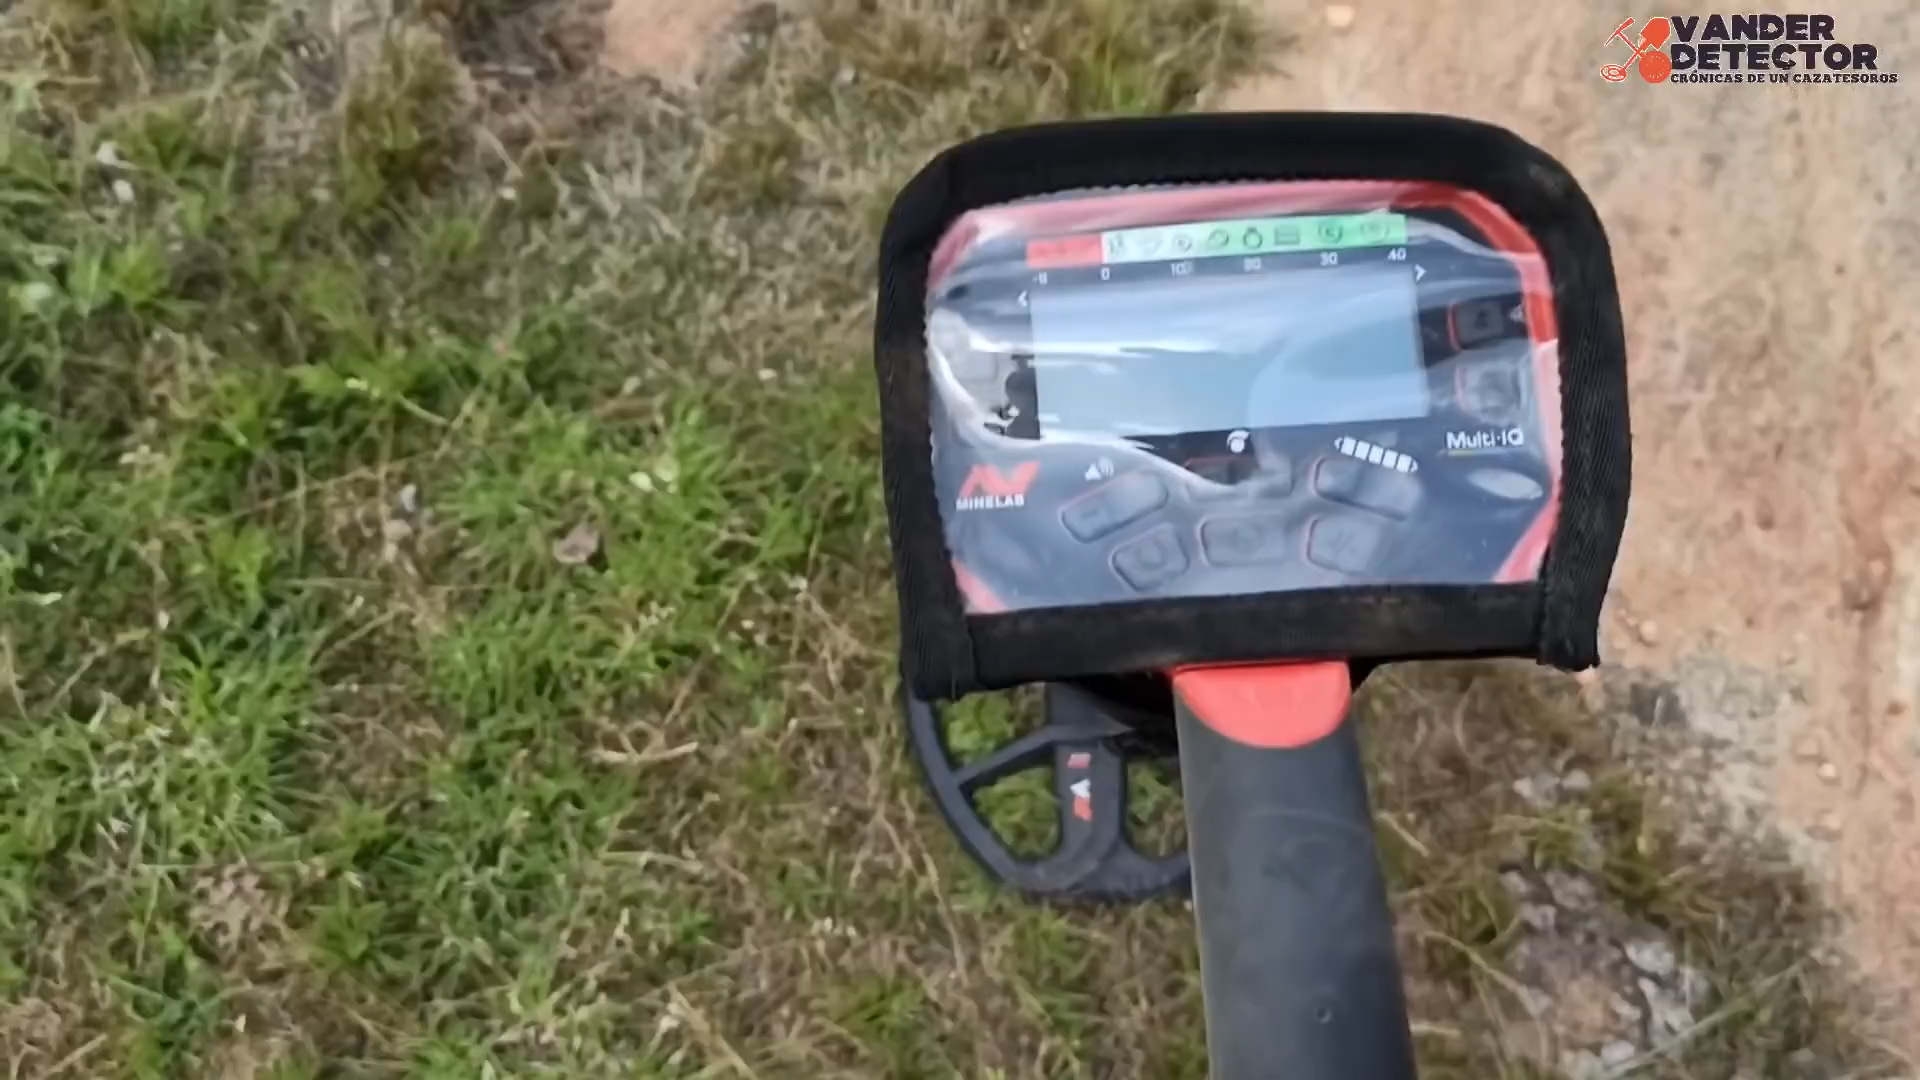 VANDER
DETECTOR
CRÓNICAS DE UN CAZATESOROS
0 10 20 30 40
Multi-IQ
MINELAB